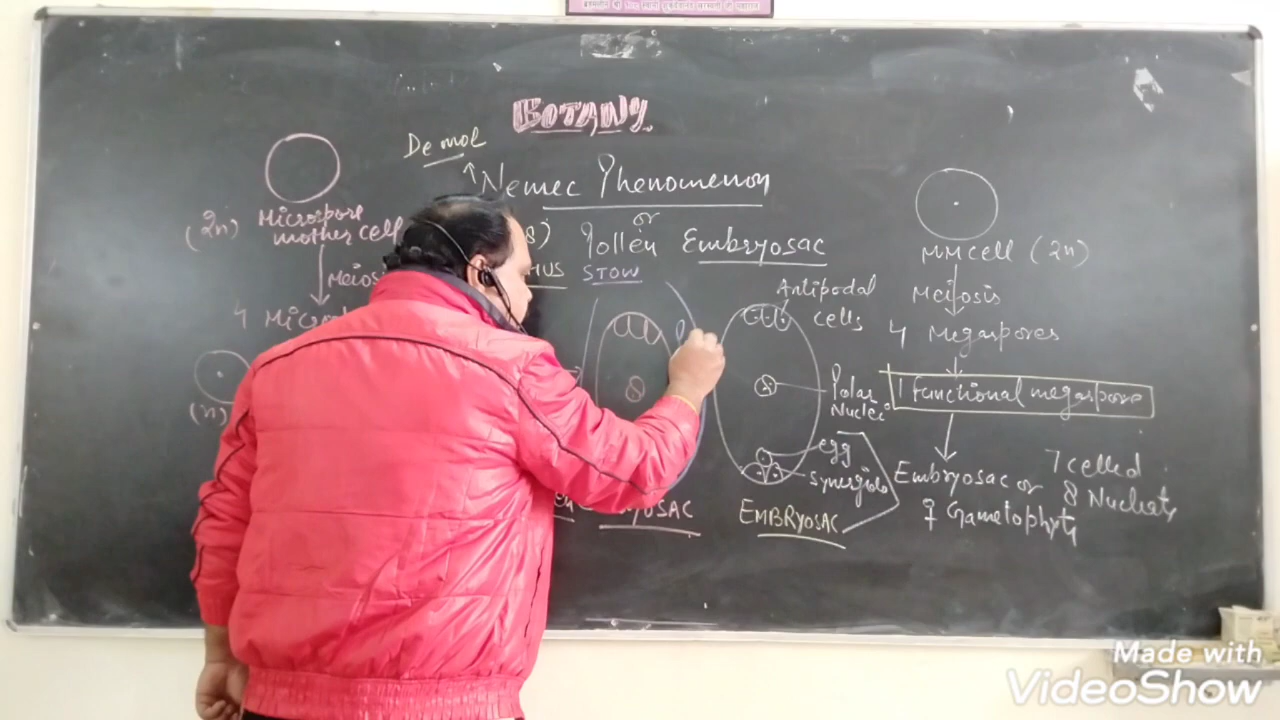 BOTANY
De mol
Nemec Phenomenon
or
Pollen Embryosac
STOW
(2n) Microspore
mother cell
4
(n)
Antipodal
cells
Polar
Nuclei
egg
Synergids
EMBRYOSAC
MMcell (2n)
Meiosis
4 Megaspores
1 Functional megaspore
Embryosac or
♀ Gametophyte
7 celled
8 Nucleate
Made with
VideoShow